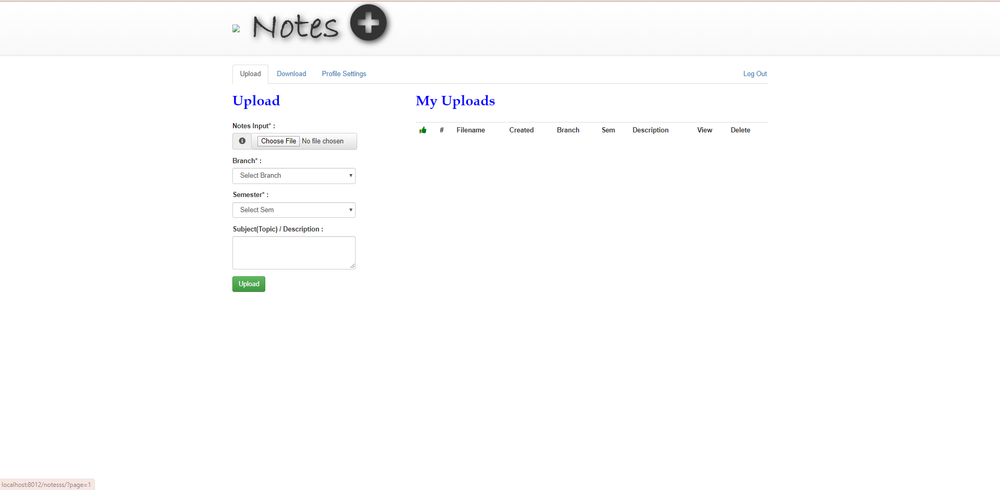 Notes
Upload Download Profile Settings Log Out
Upload
Notes Input* :
Choose File No file chosen
Branch* :
Select Branch
Semester* :
Select Sem
Subject(Topic) / Description :
Upload
My Uploads
# Filename Created Branch Sem Description View Delete
localhost:8012/notesss/?page=1